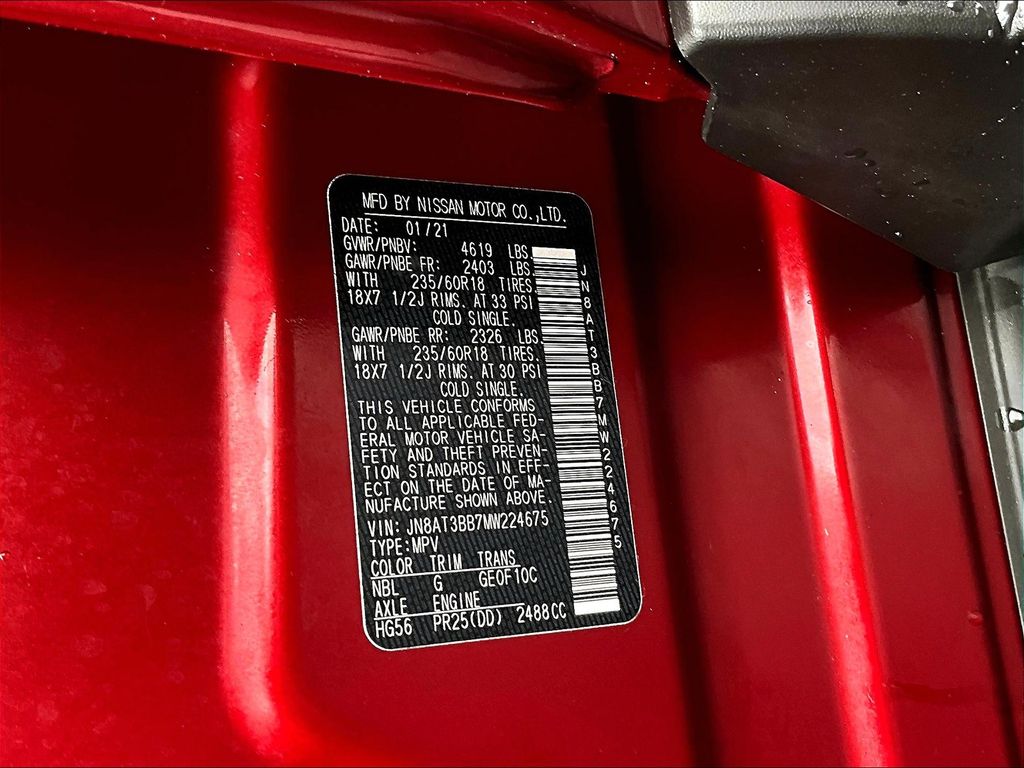 MFD BY NISSAN MOTOR CO.,LTD.
DATE: 01/21
GVWR/PNBV: 4619 LBS.
GAWR/PNBE FR: 2403 LBS
WITH 235/60R18 TIRES
18X7 1/2J RIMS. AT 33 PSI
COLD SINGLE.
GAWR/PNBE RR: 2326 LBS.
WITH 235/60R18 TIRES.
18X7 1/2J RIMS. AT 30 PSI
COLD SINGLE.
THIS VEHICLE CONFORMS
TO ALL APPLICABLE FED-
ERAL MOTOR VEHICLE SA-
FETY AND THEFT PREVEN-
TION STANDARDS IN EFF-
ECT ON THE DATE OF MA-
NUFACTURE SHOWN ABOVE.
VIN: JN8AT3BB7MW224675
TYPE:MPV
COLOR TRIM TRANS
NBL G GE0F10C
AXLE ENGINE
HG56 PR25(DD) 2488CC
JN8AT3BB7MW224675